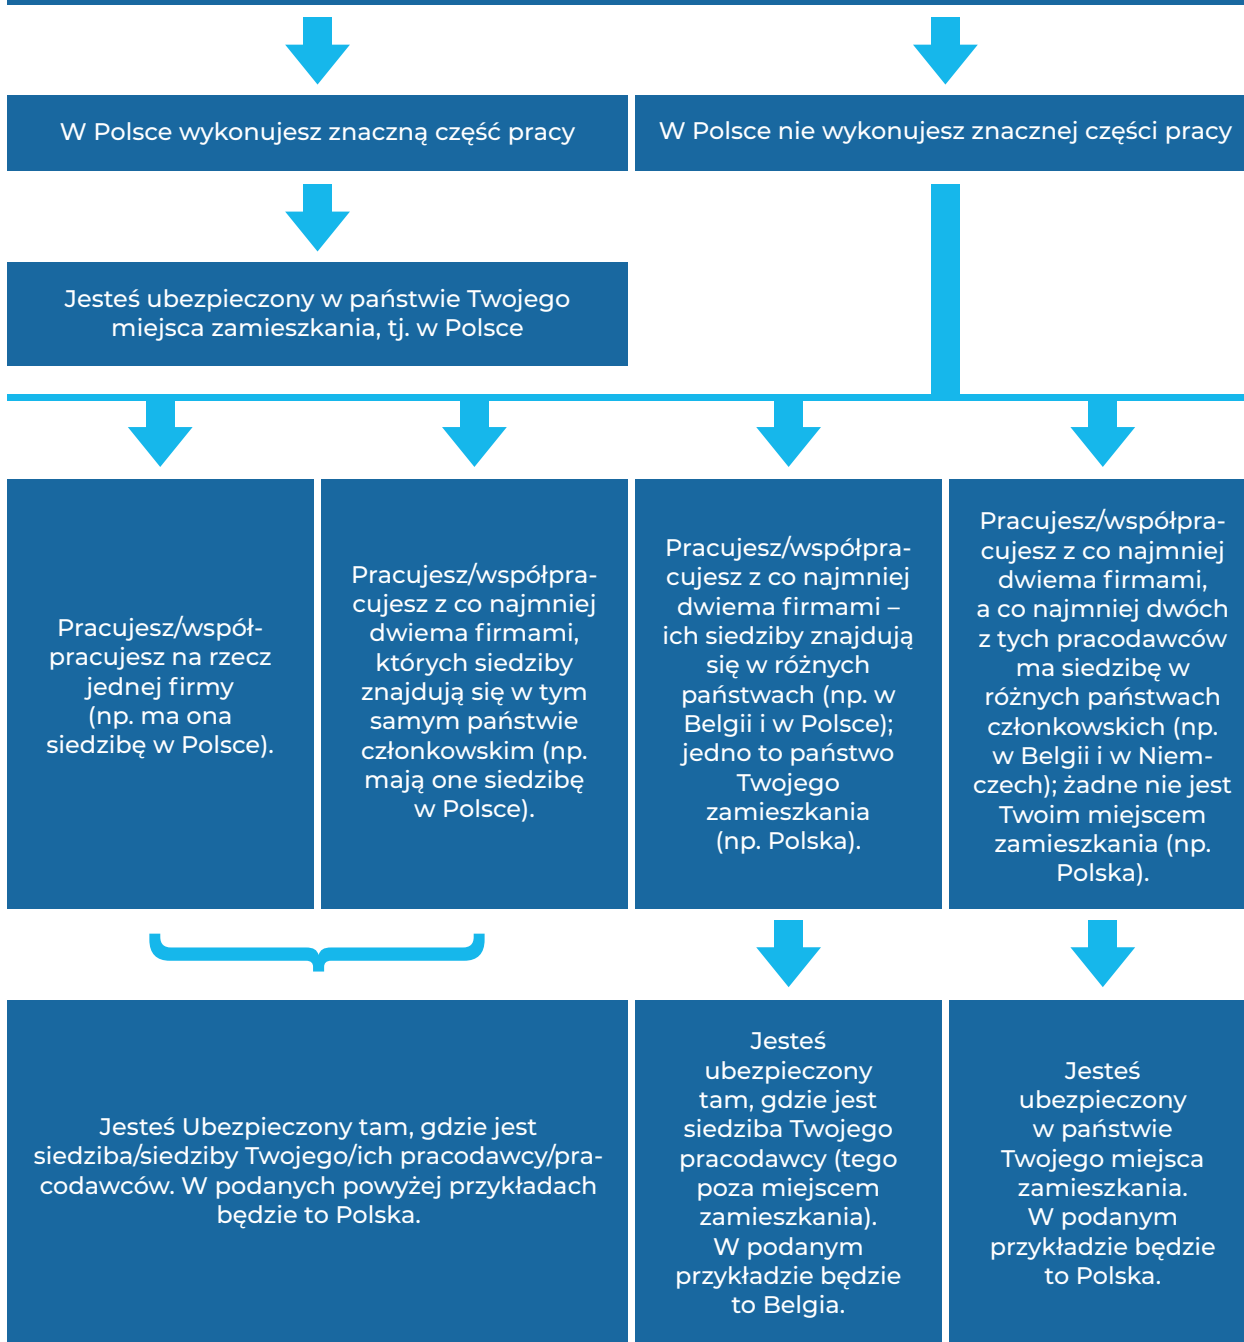 W Polsce wykonujesz znaczną część pracy
W Polsce nie wykonujesz znacznej części pracy
Jesteś ubezpieczony w państwie Twojego
miejsca zamieszkania, tj. w Polsce
Pracujesz/współ-
pracujesz na rzecz
jednej firmy
(np. ma ona
siedzibę w Polsce).
Pracujesz/współpra-
cujesz z co najmniej
dwiema firmami,
których siedziby
znajdują się w tym
samym państwie
członkowskim (np.
mają one siedzibę
w Polsce).
Pracujesz/współpra-
cujesz z co najmniej
dwiema firmami –
ich siedziby znajdują
się w różnych
państwach (np. w
Belgii i w Polsce);
jedno to państwo
Twojego
zamieszkania
(np. Polska).
Pracujesz/współpra-
cujesz z co najmniej
dwiema firmami,
a co najmniej dwóch
z tych pracodawców
ma siedzibę w
różnych państwach
członkowskich (np.
w Belgii i w Niem-
czech); żadne nie jest
Twoim miejscem
zamieszkania (np.
Polska).
Jesteś Ubezpieczony tam, gdzie jest
siedziba/siedziby Twojego/ich pracodawcy/pra-
codawców. W podanych powyżej przykładach
będzie to Polska.
Jesteś
ubezpieczony
tam, gdzie jest
siedziba Twojego
pracodawcy (tego
poza miejscem
zamieszkania).
W podanym
przykładzie będzie
to Belgia.
Jesteś
ubezpieczony
w państwie
Twojego miejsca
zamieszkania.
W podanym
przykładzie będzie
to Polska.